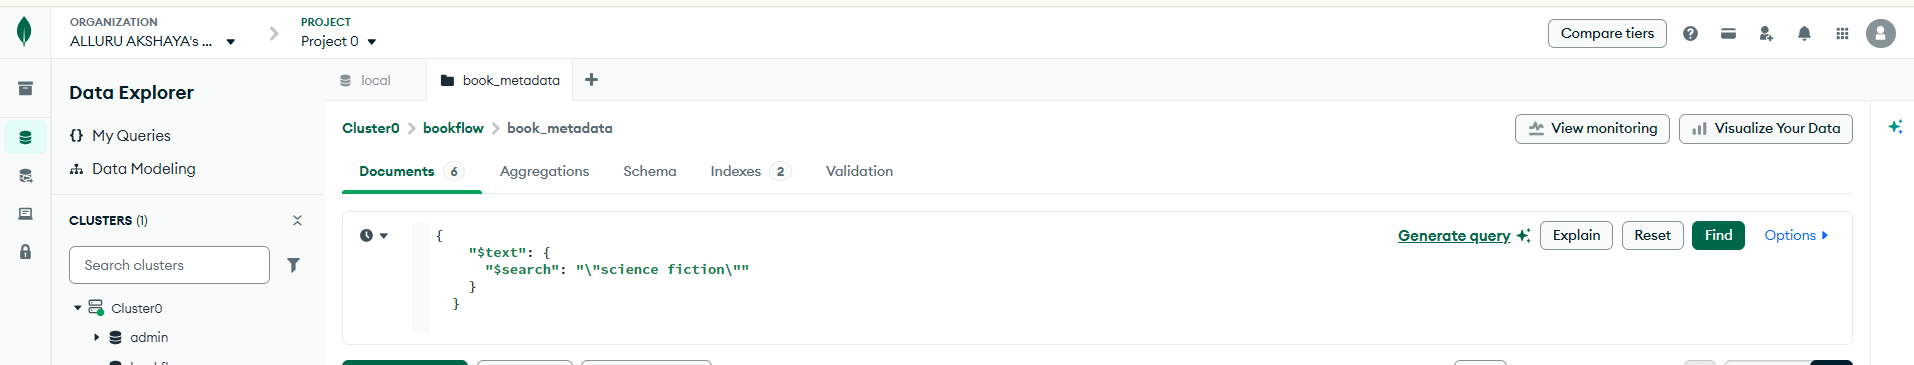 ORGANIZATION
ALLURU AKSHAYA's ...
PROJECT
Project 0
Compare tiers
Data Explorer
My Queries
Data Modeling
CLUSTERS (1)
Search clusters
Cluster0
admin
local
book_metadata
Cluster0 > bookflow > book_metadata
View monitoring
Visualize Your Data
Documents 6 Aggregations Schema Indexes 2 Validation
{
"$text": {
"$search": "\"science fiction\""
}
}
Generate query
Explain
Reset
Find
Options